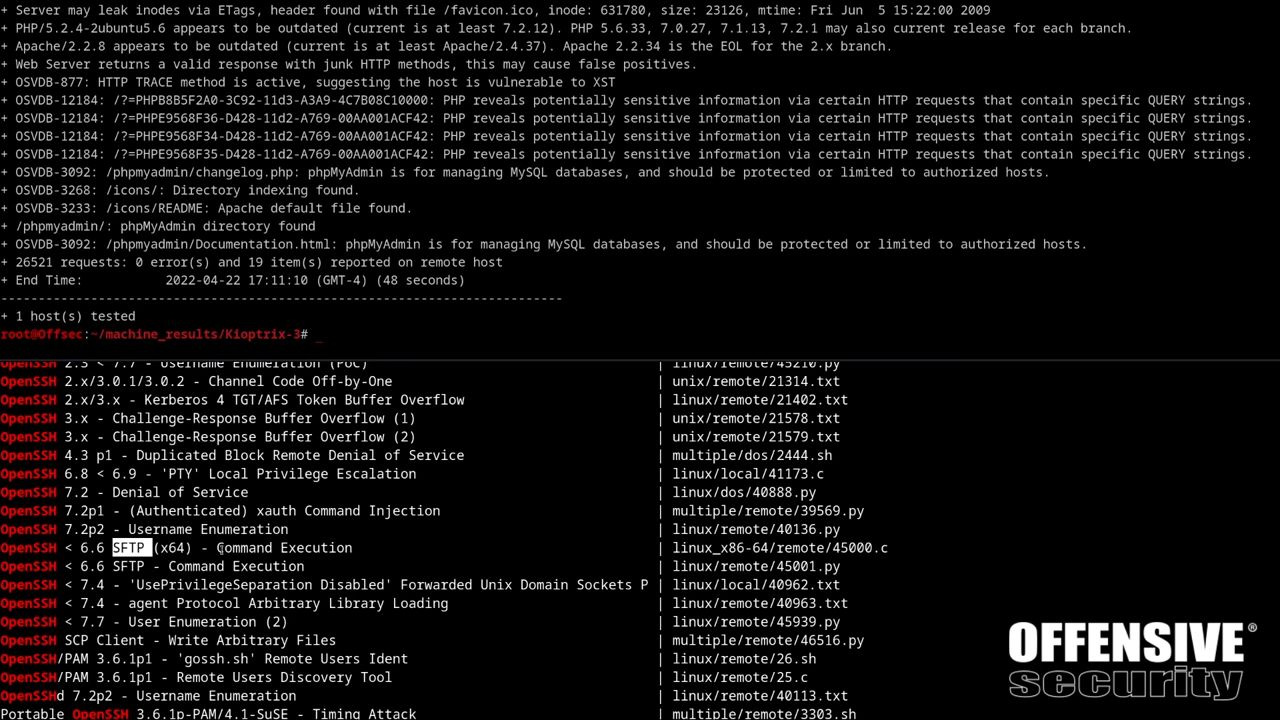 + Server may leak inodes via ETags, header found with file /favicon.ico, inode: 631780, size: 23126, mtime: Fri Jun  5 15:22:00 2009
+ PHP/5.2.4-2ubuntu5.6 appears to be outdated (current is at least 7.2.12). PHP 5.6.33, 7.0.27, 7.1.13, 7.2.1 may also current release for each branch.
+ Apache/2.2.8 appears to be outdated (current is at least Apache/2.4.37). Apache 2.2.34 is the EOL for the 2.x branch.
+ Web Server returns a valid response with junk HTTP methods, this may cause false positives.
+ OSVDB-877: HTTP TRACE method is active, suggesting the host is vulnerable to XST
+ OSVDB-12184: /?=PHPB8B5F2A0-3C92-11d3-A3A9-4C7B08C10000: PHP reveals potentially sensitive information via certain HTTP requests that contain specific QUERY strings.
+ OSVDB-12184: /?=PHPE9568F36-D428-11d2-A769-00AA001ACF42: PHP reveals potentially sensitive information via certain HTTP requests that contain specific QUERY strings.
+ OSVDB-12184: /?=PHPE9568F34-D428-11d2-A769-00AA001ACF42: PHP reveals potentially sensitive information via certain HTTP requests that contain specific QUERY strings.
+ OSVDB-12184: /?=PHPE9568F35-D428-11d2-A769-00AA001ACF42: PHP reveals potentially sensitive information via certain HTTP requests that contain specific QUERY strings.
+ OSVDB-3092: /phpmyadmin/changelog.php: phpMyAdmin is for managing MySQL databases, and should be protected or limited to authorized hosts.
+ OSVDB-3268: /icons/: Directory indexing found.
+ OSVDB-3233: /icons/README: Apache default file found.
+ /phpmyadmin/: phpMyAdmin directory found
+ OSVDB-3092: /phpmyadmin/Documentation.html: phpMyAdmin is for managing MySQL databases, and should be protected or limited to authorized hosts.
+ 26521 requests: 0 error(s) and 19 item(s) reported on remote host
+ End Time:           2022-04-22 17:11:10 (GMT-4) (48 seconds)
---------------------------------------------------------------------------
+ 1 host(s) tested
root@Offsec:~/machine_results/Kioptrix-3# _
OpenSSH 2.3 < 7.7 - Username Enumeration (PoC) | linux/remote/45210.py
OpenSSH 2.x/3.0.1/3.0.2 - Channel Code Off-by-One | unix/remote/21314.txt
OpenSSH 2.x/3.x - Kerberos 4 TGT/AFS Token Buffer Overflow | linux/remote/21402.txt
OpenSSH 3.x - Challenge-Response Buffer Overflow (1) | unix/remote/21578.txt
OpenSSH 3.x - Challenge-Response Buffer Overflow (2) | unix/remote/21579.txt
OpenSSH 4.3 p1 - Duplicated Block Remote Denial of Service | multiple/dos/2444.sh
OpenSSH 6.8 < 6.9 - 'PTY' Local Privilege Escalation | linux/local/41173.c
OpenSSH 7.2 - Denial of Service | linux/dos/40888.py
OpenSSH 7.2p1 - (Authenticated) xauth Command Injection | multiple/remote/39569.py
OpenSSH 7.2p2 - Username Enumeration | linux/remote/40136.py
OpenSSH < 6.6 SFTP (x64) - Command Execution | linux_x86-64/remote/45000.c
OpenSSH < 6.6 SFTP - Command Execution | linux/remote/45001.py
OpenSSH < 7.4 - 'UsePrivilegeSeparation Disabled' Forwarded Unix Domain Sockets P | linux/local/40962.txt
OpenSSH < 7.4 - agent Protocol Arbitrary Library Loading | linux/remote/40963.txt
OpenSSH < 7.7 - User Enumeration (2) | linux/remote/45939.py
OpenSSH SCP Client - Write Arbitrary Files | multiple/remote/46516.py
OpenSSH/PAM 3.6.1p1 - 'gossh.sh' Remote Users Ident | linux/remote/26.sh
OpenSSH/PAM 3.6.1p1 - Remote Users Discovery Tool | linux/remote/25.c
OpenSSHd 7.2p2 - Username Enumeration | linux/remote/40113.txt
Portable OpenSSH 3.6.1p-PAM/4.1-SuSE - Timing Attack | multiple/remote/3303.sh
OFFENSIVE®
security